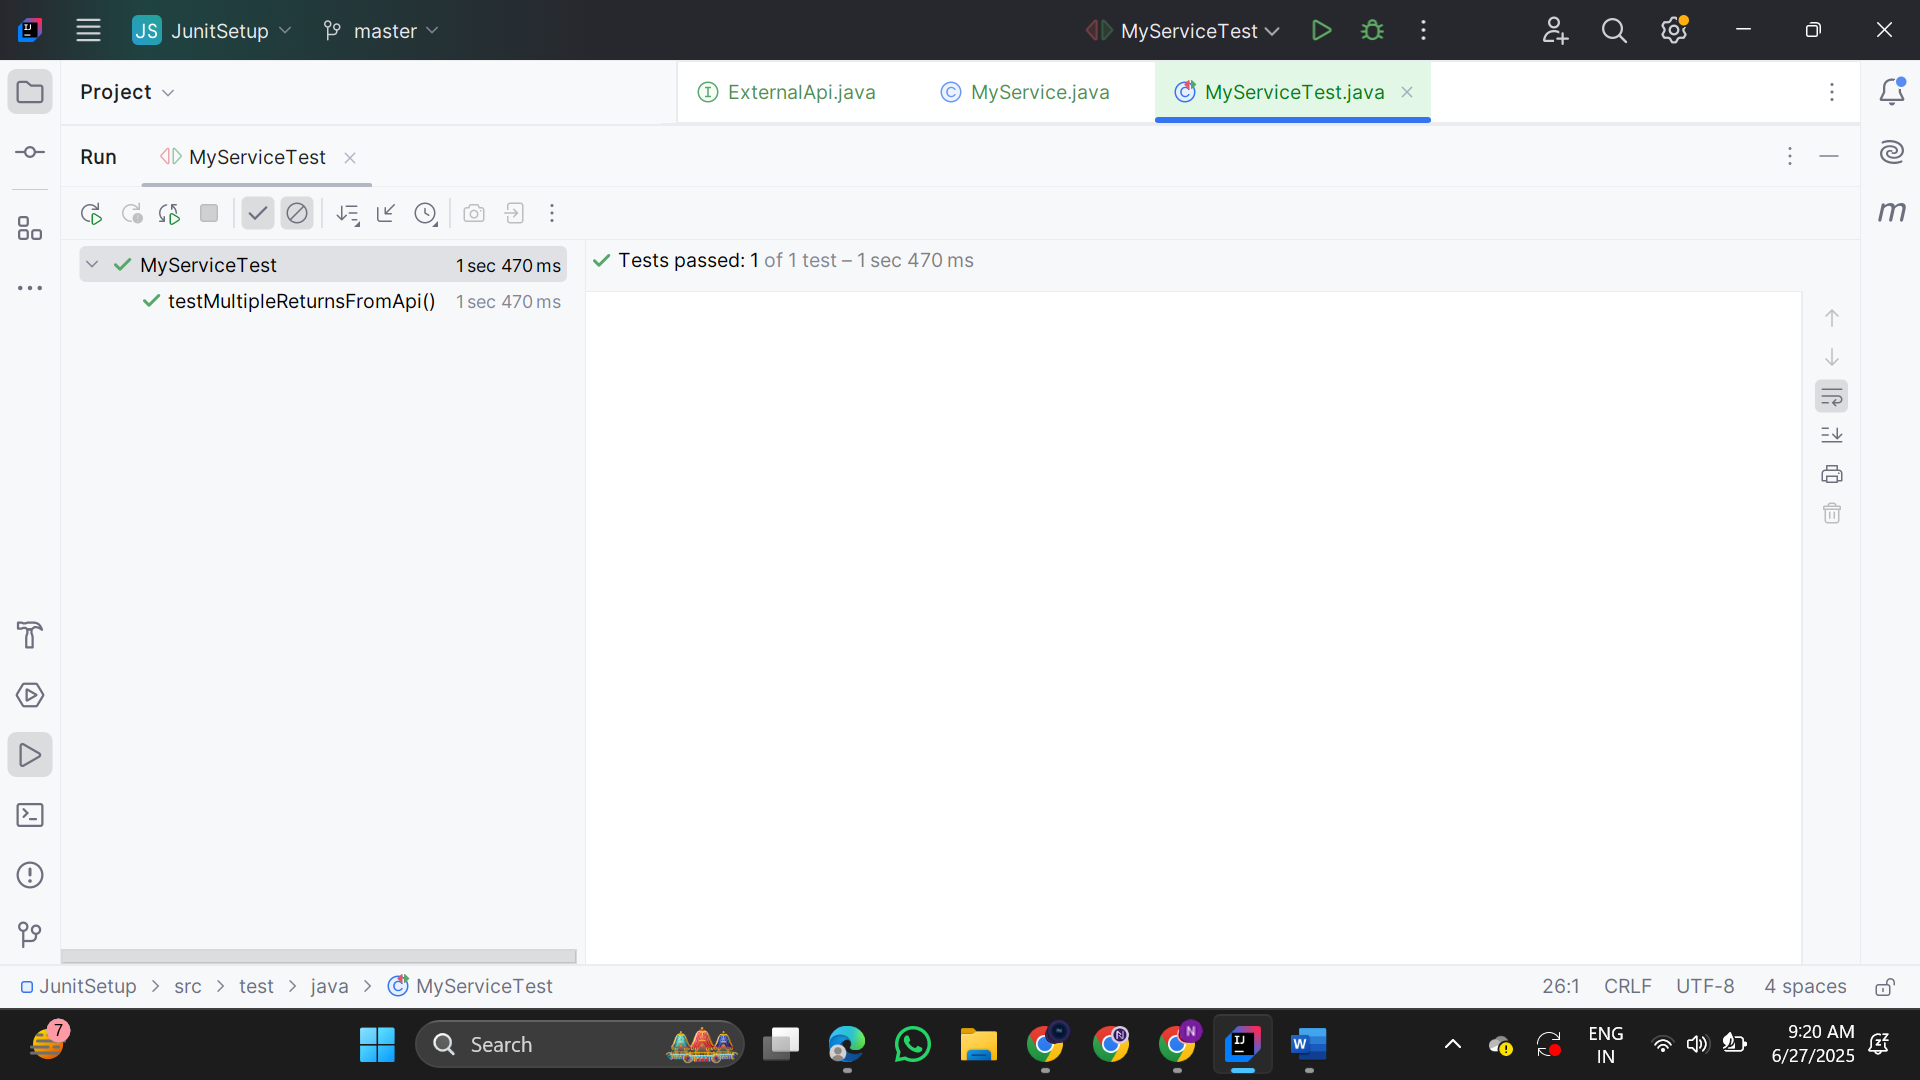 JS JunitSetup master MyServiceTest
Project ExternalApi.java MyService.java MyServiceTest.java
Run MyServiceTest
m
MyServiceTest 1 sec 470 ms
Tests passed: 1 of 1 test – 1 sec 470 ms
testMultipleReturnsFromApi() 1 sec 470 ms
JunitSetup > src > test > java > MyServiceTest 26:1 CRLF UTF-8 4 spaces
7 Search N N W ENG 9:20 AM
IN 6/27/2025